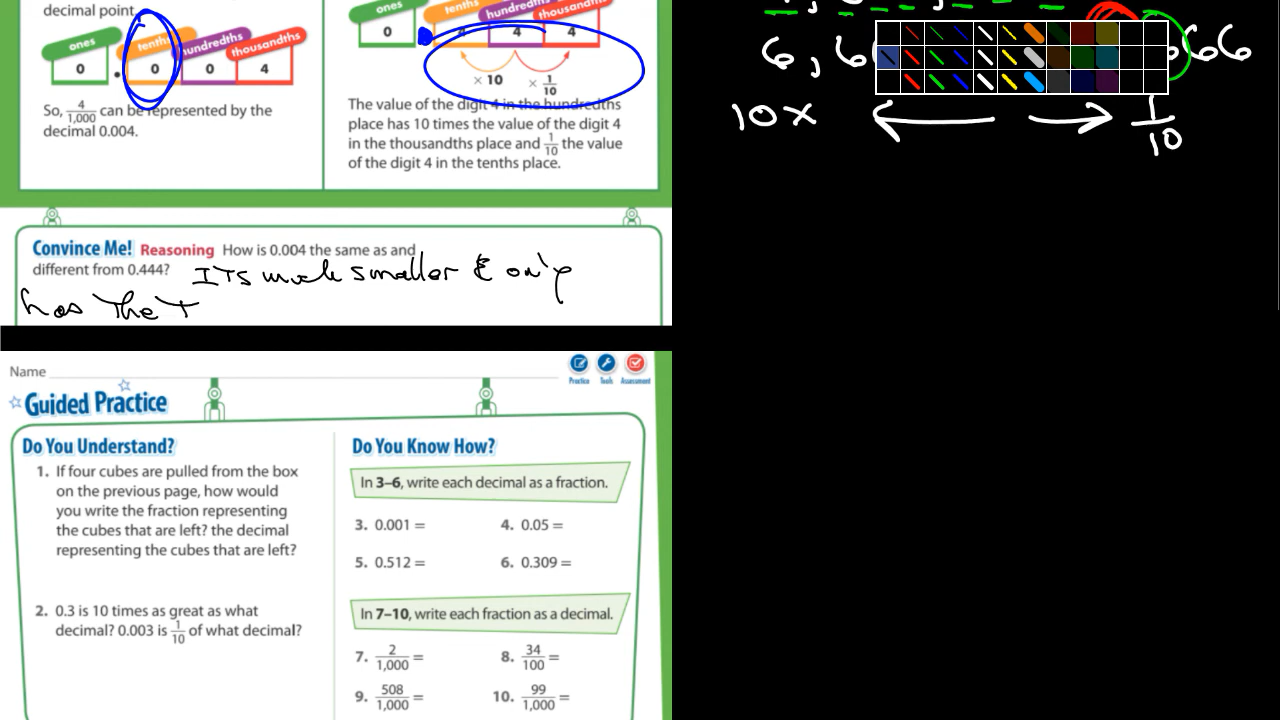 decimal point.
ones tenths hundredths thousandths
0 . 0 0 4
So, 4/1,000 can be represented by the
decimal 0.004.
ones tenths hundredths thousandths
0 4 4 4
× 10 × 1/10
The value of the digit 4 in the hundredths
place has 10 times the value of the digit 4
in the thousandths place and 1/10 the value
of the digit 4 in the tenths place.
Convince Me! Reasoning How is 0.004 the same as and
different from 0.444?
ITs much smaller & only
has The T
6, 6 66
10x 1/10
Name
Practice Tools Assessment
Guided Practice
Do You Understand?
1. If four cubes are pulled from the box
on the previous page, how would
you write the fraction representing
the cubes that are left? the decimal
representing the cubes that are left?
2. 0.3 is 10 times as great as what
decimal? 0.003 is 1/10 of what decimal?
Do You Know How?
In 3–6, write each decimal as a fraction.
3. 0.001 = 4. 0.05 =
5. 0.512 = 6. 0.309 =
In 7–10, write each fraction as a decimal.
7. 2/1,000 = 8. 34/100 =
9. 508/1,000 = 10. 99/1,000 =